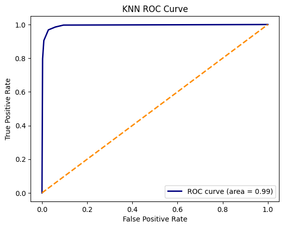 KNN ROC Curve
1.0
0.8
0.6
0.4
0.2
0.0
True Positive Rate
ROC curve (area = 0.99)
0.0 0.2 0.4 0.6 0.8 1.0
False Positive Rate